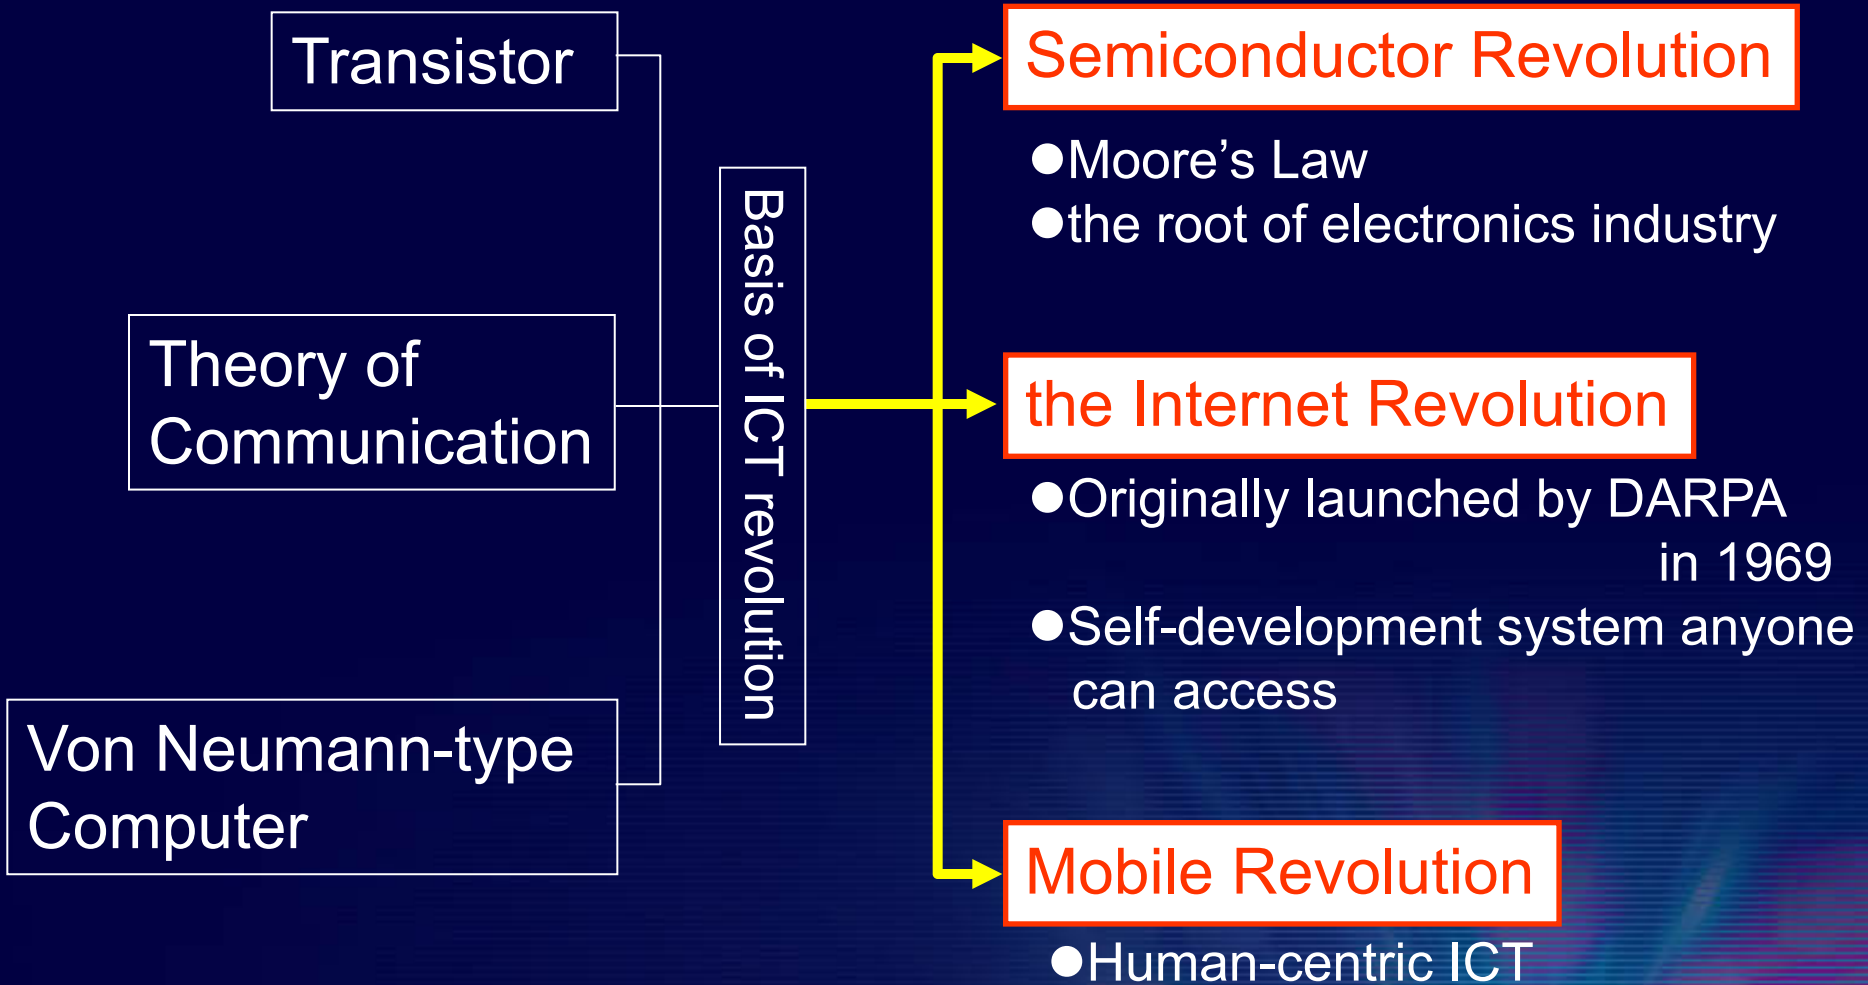 Transistor
Theory of
Communication
Von Neumann-type
Computer
Basis of ICT revolution
Semiconductor Revolution
●Moore’s Law
●the root of electronics industry
the Internet Revolution
●Originally launched by DARPA
in 1969
●Self-development system anyone
can access
Mobile Revolution
●Human-centric ICT